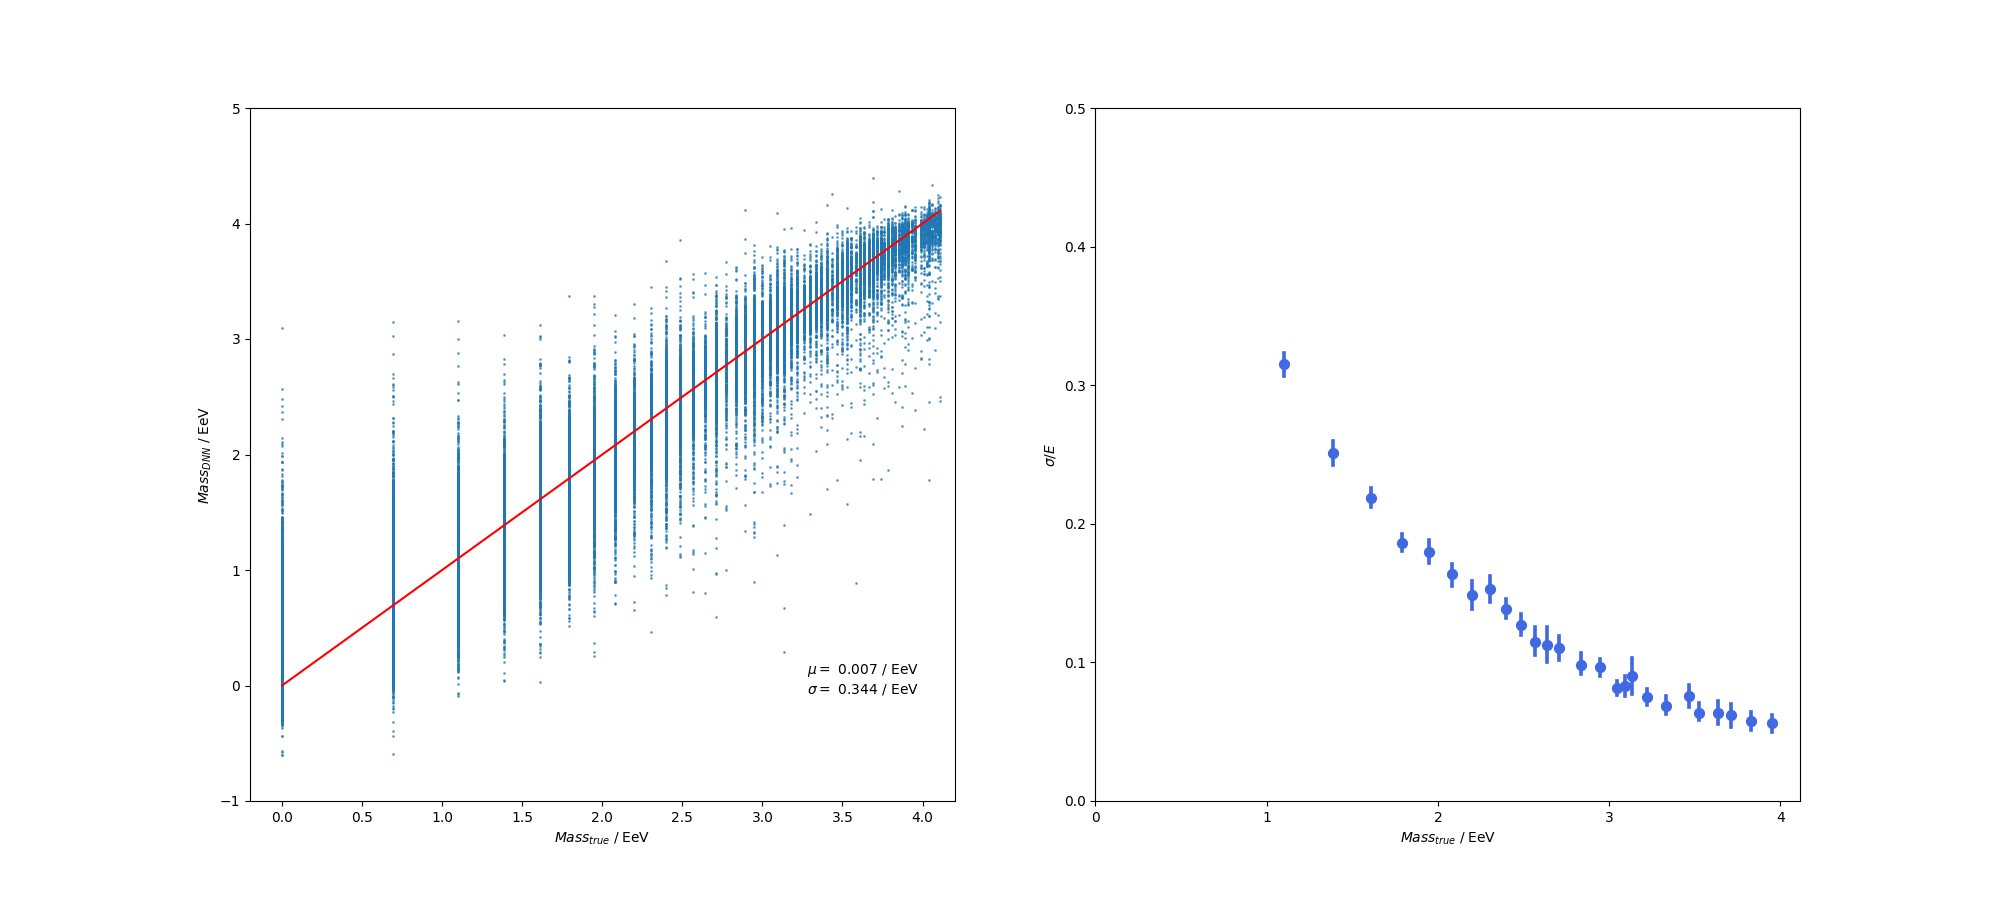 5
4
3
2
1
0
−1
0.0 0.5 1.0 1.5 2.0 2.5 3.0 3.5 4.0
Mass_DNN / EeV
Mass_true / EeV
μ = 0.007 / EeV
σ = 0.344 / EeV
0.5
0.4
0.3
0.2
0.1
0.0
0 1 2 3 4
σ/E
Mass_true / EeV